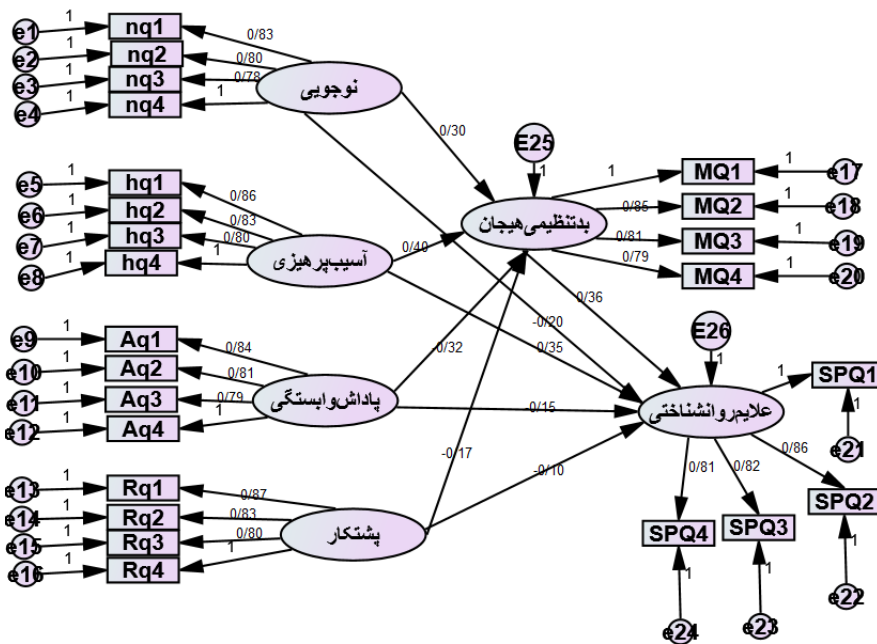 e1 1 nq1 0/83
e2 1 nq2 0/80
e3 1 nq3 0/78
e4 1 nq4 1
نوجویی
0/30
E25
1
e5 1 hq1 0/86
e6 1 hq2 0/83
e7 1 hq3 0/80
e8 1 hq4 1
آسیب‌پرهیزی
0/40
بدتنظیمی‌هیجان
1 MQ1 1 e17
0/85 MQ2 1 e18
0/81 MQ3 1 e19
0/79 MQ4 1 e20
0/36
-0/20
0/35
-0/32
e9 1 Aq1 0/84
e10 1 Aq2 0/81
e11 1 Aq3 0/79
e12 1 Aq4 1
پاداش‌وابستگی
-0/15
E26
1
علایم‌روانشناختی
1 SPQ1
1
e21
-0/17
-0/10
e13 1 Rq1 0/87
e14 1 Rq2 0/83
e15 1 Rq3 0/80
e16 1 Rq4 1
پشتکار
0/81 0/82 0/86
SPQ4 SPQ3 SPQ2
1 1 1
e24 e23 e22